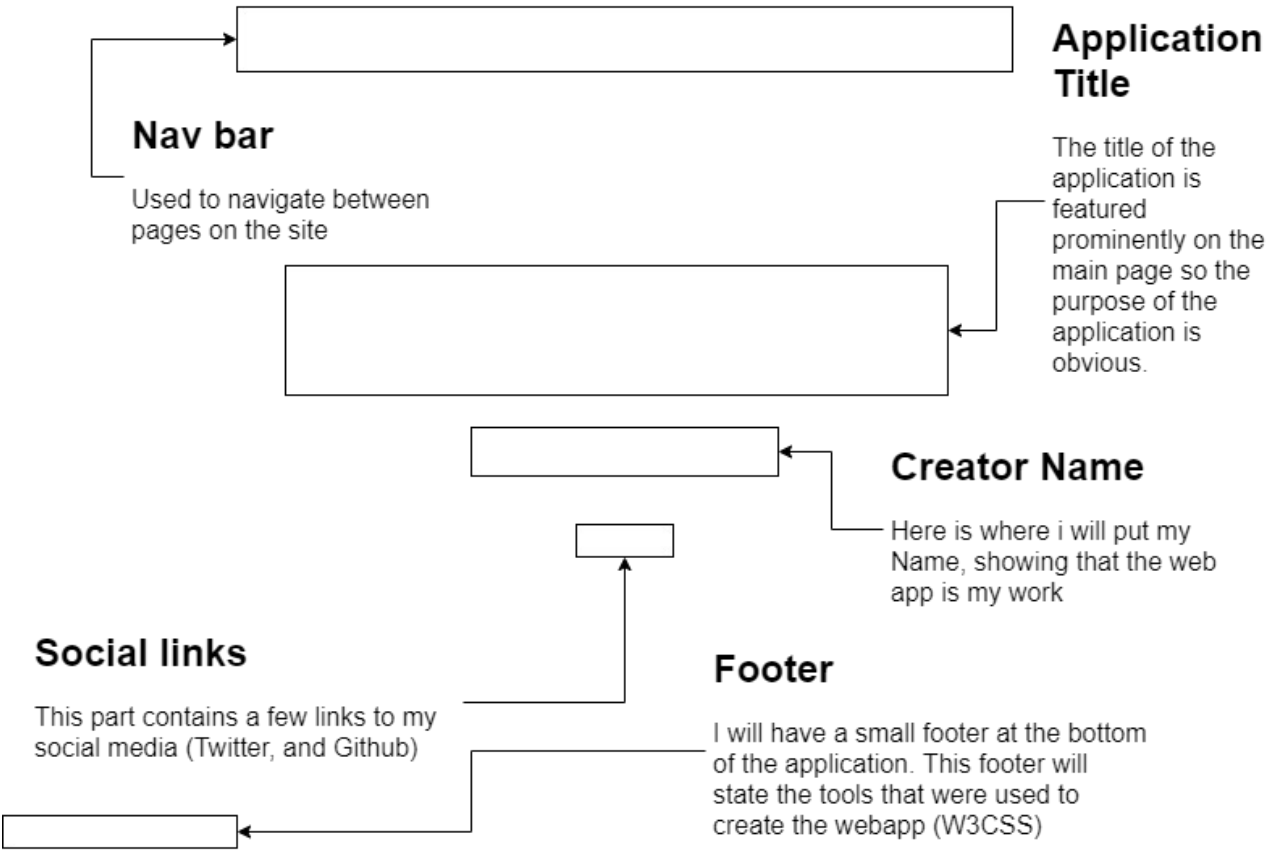 Application
Title
The title of the
application is
featured
prominently on the
main page so the
purpose of the
application is
obvious.
Nav bar
Used to navigate between
pages on the site
Creator Name
Here is where i will put my
Name, showing that the web
app is my work
Social links
This part contains a few links to my
social media (Twitter, and Github)
Footer
I will have a small footer at the bottom
of the application. This footer will
state the tools that were used to
create the webapp (W3CSS)